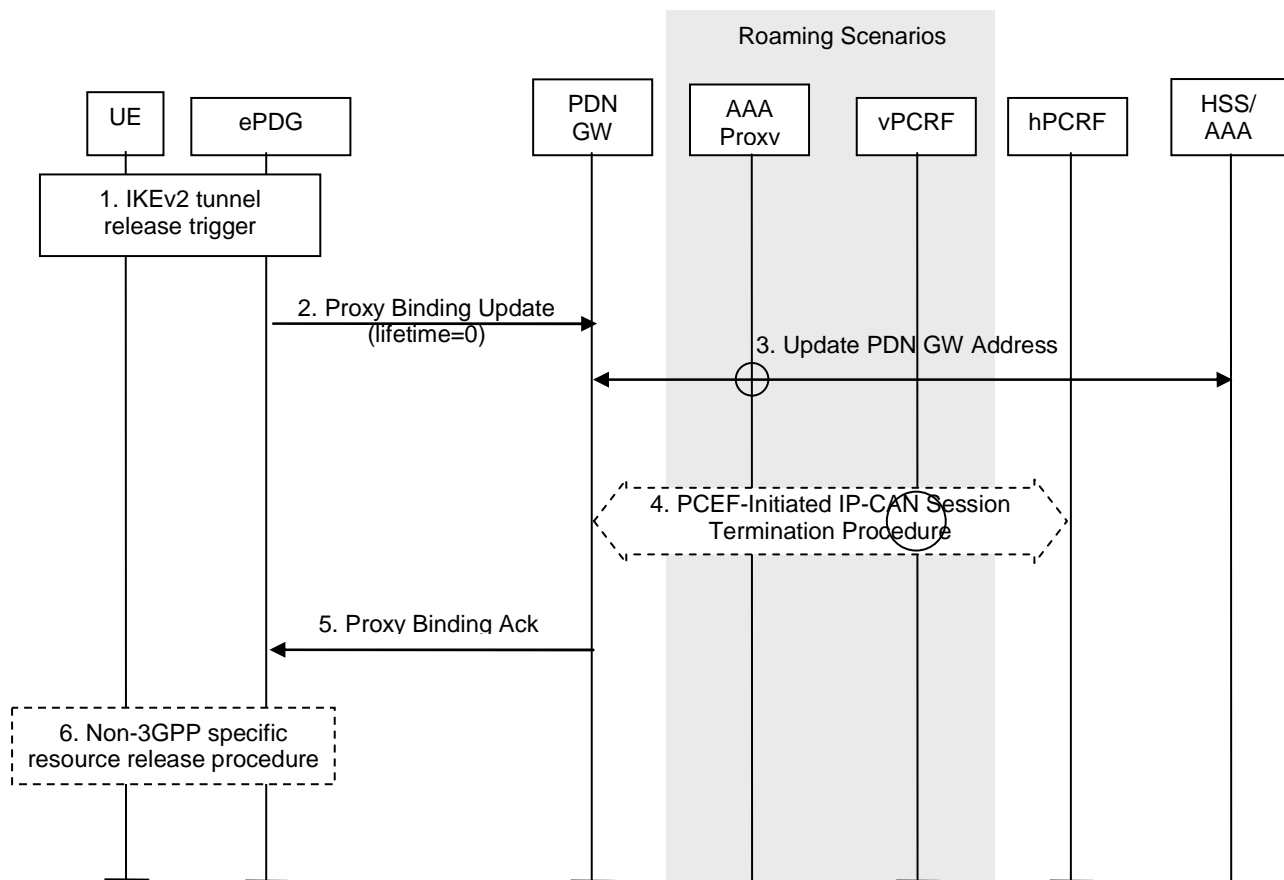 Roaming Scenarios
UE
ePDG
PDN
GW
AAA
Proxy
vPCRF
hPCRF
HSS/
AAA
1. IKEv2 tunnel
release trigger
2. Proxy Binding Update
(lifetime=0)
3. Update PDN GW Address
4. PCEF-Initiated IP-CAN Session
Termination Procedure
5. Proxy Binding Ack
6. Non-3GPP specific
resource release procedure